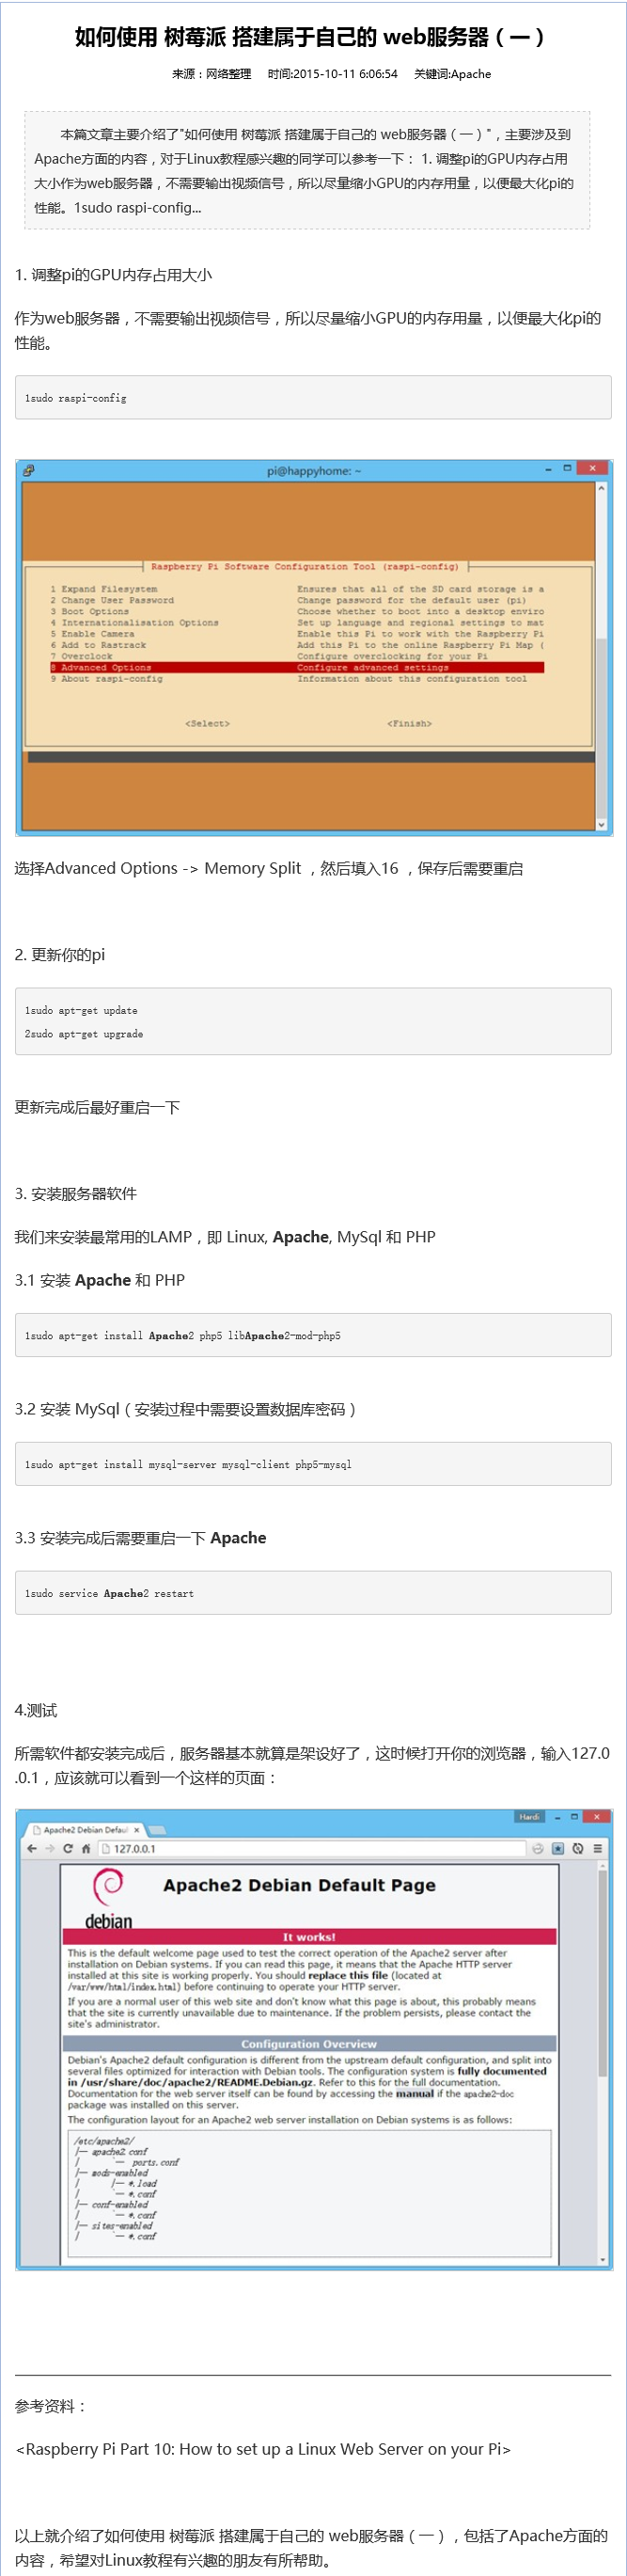 如何使用 树莓派 搭建属于自己的 web服务器（一）
来源：网络整理 时间:2015-10-11 6:06:54 关键词:Apache
本篇文章主要介绍了"如何使用 树莓派 搭建属于自己的 web服务器（一）"，主要涉及到
Apache方面的内容，对于Linux教程感兴趣的同学可以参考一下： 1. 调整pi的GPU内存占用
大小作为web服务器，不需要输出视频信号，所以尽量缩小GPU的内存用量，以便最大化pi的
性能。1sudo raspi-config...
1. 调整pi的GPU内存占用大小
作为web服务器，不需要输出视频信号，所以尽量缩小GPU的内存用量，以便最大化pi的
性能。
1sudo raspi-config
pi@happyhome: ~
Raspberry Pi Software Configuration Tool (raspi-config)
1 Expand Filesystem Ensures that all of the SD card storage is a
2 Change User Password Change password for the default user (pi)
3 Boot Options Choose whether to boot into a desktop enviro
4 Internationalisation Options Set up language and regional settings to mat
5 Enable Camera Enable this Pi to work with the Raspberry Pi
6 Add to Rastrack Add this Pi to the online Raspberry Pi Map (
7 Overclock Configure overclocking for your Pi
8 Advanced Options Configure advanced settings
9 About raspi-config Information about this configuration tool
<Select> <Finish>
选择Advanced Options -> Memory Split ，然后填入16 ，保存后需要重启
2. 更新你的pi
1sudo apt-get update
2sudo apt-get upgrade
更新完成后最好重启一下
3. 安装服务器软件
我们来安装最常用的LAMP，即 Linux, Apache, MySql 和 PHP
3.1 安装 Apache 和 PHP
1sudo apt-get install Apache2 php5 libApache2-mod-php5
3.2 安装 MySql（安装过程中需要设置数据库密码）
1sudo apt-get install mysql-server mysql-client php5-mysql
3.3 安装完成后需要重启一下 Apache
1sudo service Apache2 restart
4.测试
所需软件都安装完成后，服务器基本就算是架设好了，这时候打开你的浏览器，输入127.0
.0.1，应该就可以看到一个这样的页面：
Hardi
Apache2 Debian Defaul
127.0.0.1
Apache2 Debian Default Page
debian
It works!
This is the default welcome page used to test the correct operation of the Apache2 server after
installation on Debian systems. If you can read this page, it means that the Apache HTTP server
installed at this site is working properly. You should replace this file (located at
/var/www/html/index.html) before continuing to operate your HTTP server.
If you are a normal user of this web site and don't know what this page is about, this probably means
that the site is currently unavailable due to maintenance. If the problem persists, please contact the
site's administrator.
Configuration Overview
Debian's Apache2 default configuration is different from the upstream default configuration, and split into
several files optimized for interaction with Debian tools. The configuration system is fully documented
in /usr/share/doc/apache2/README.Debian.gz. Refer to this for the full documentation.
Documentation for the web server itself can be found by accessing the manual if the apache2-doc
package was installed on this server.
The configuration layout for an Apache2 web server installation on Debian systems is as follows:
/etc/apache2/
|-- apache2.conf
| `-- ports.conf
|-- mods-enabled
| |-- *.load
| `-- *.conf
|-- conf-enabled
| `-- *.conf
|-- sites-enabled
| `-- *.conf
参考资料：
<Raspberry Pi Part 10: How to set up a Linux Web Server on your Pi>
以上就介绍了如何使用 树莓派 搭建属于自己的 web服务器（一），包括了Apache方面的
内容，希望对Linux教程有兴趣的朋友有所帮助。